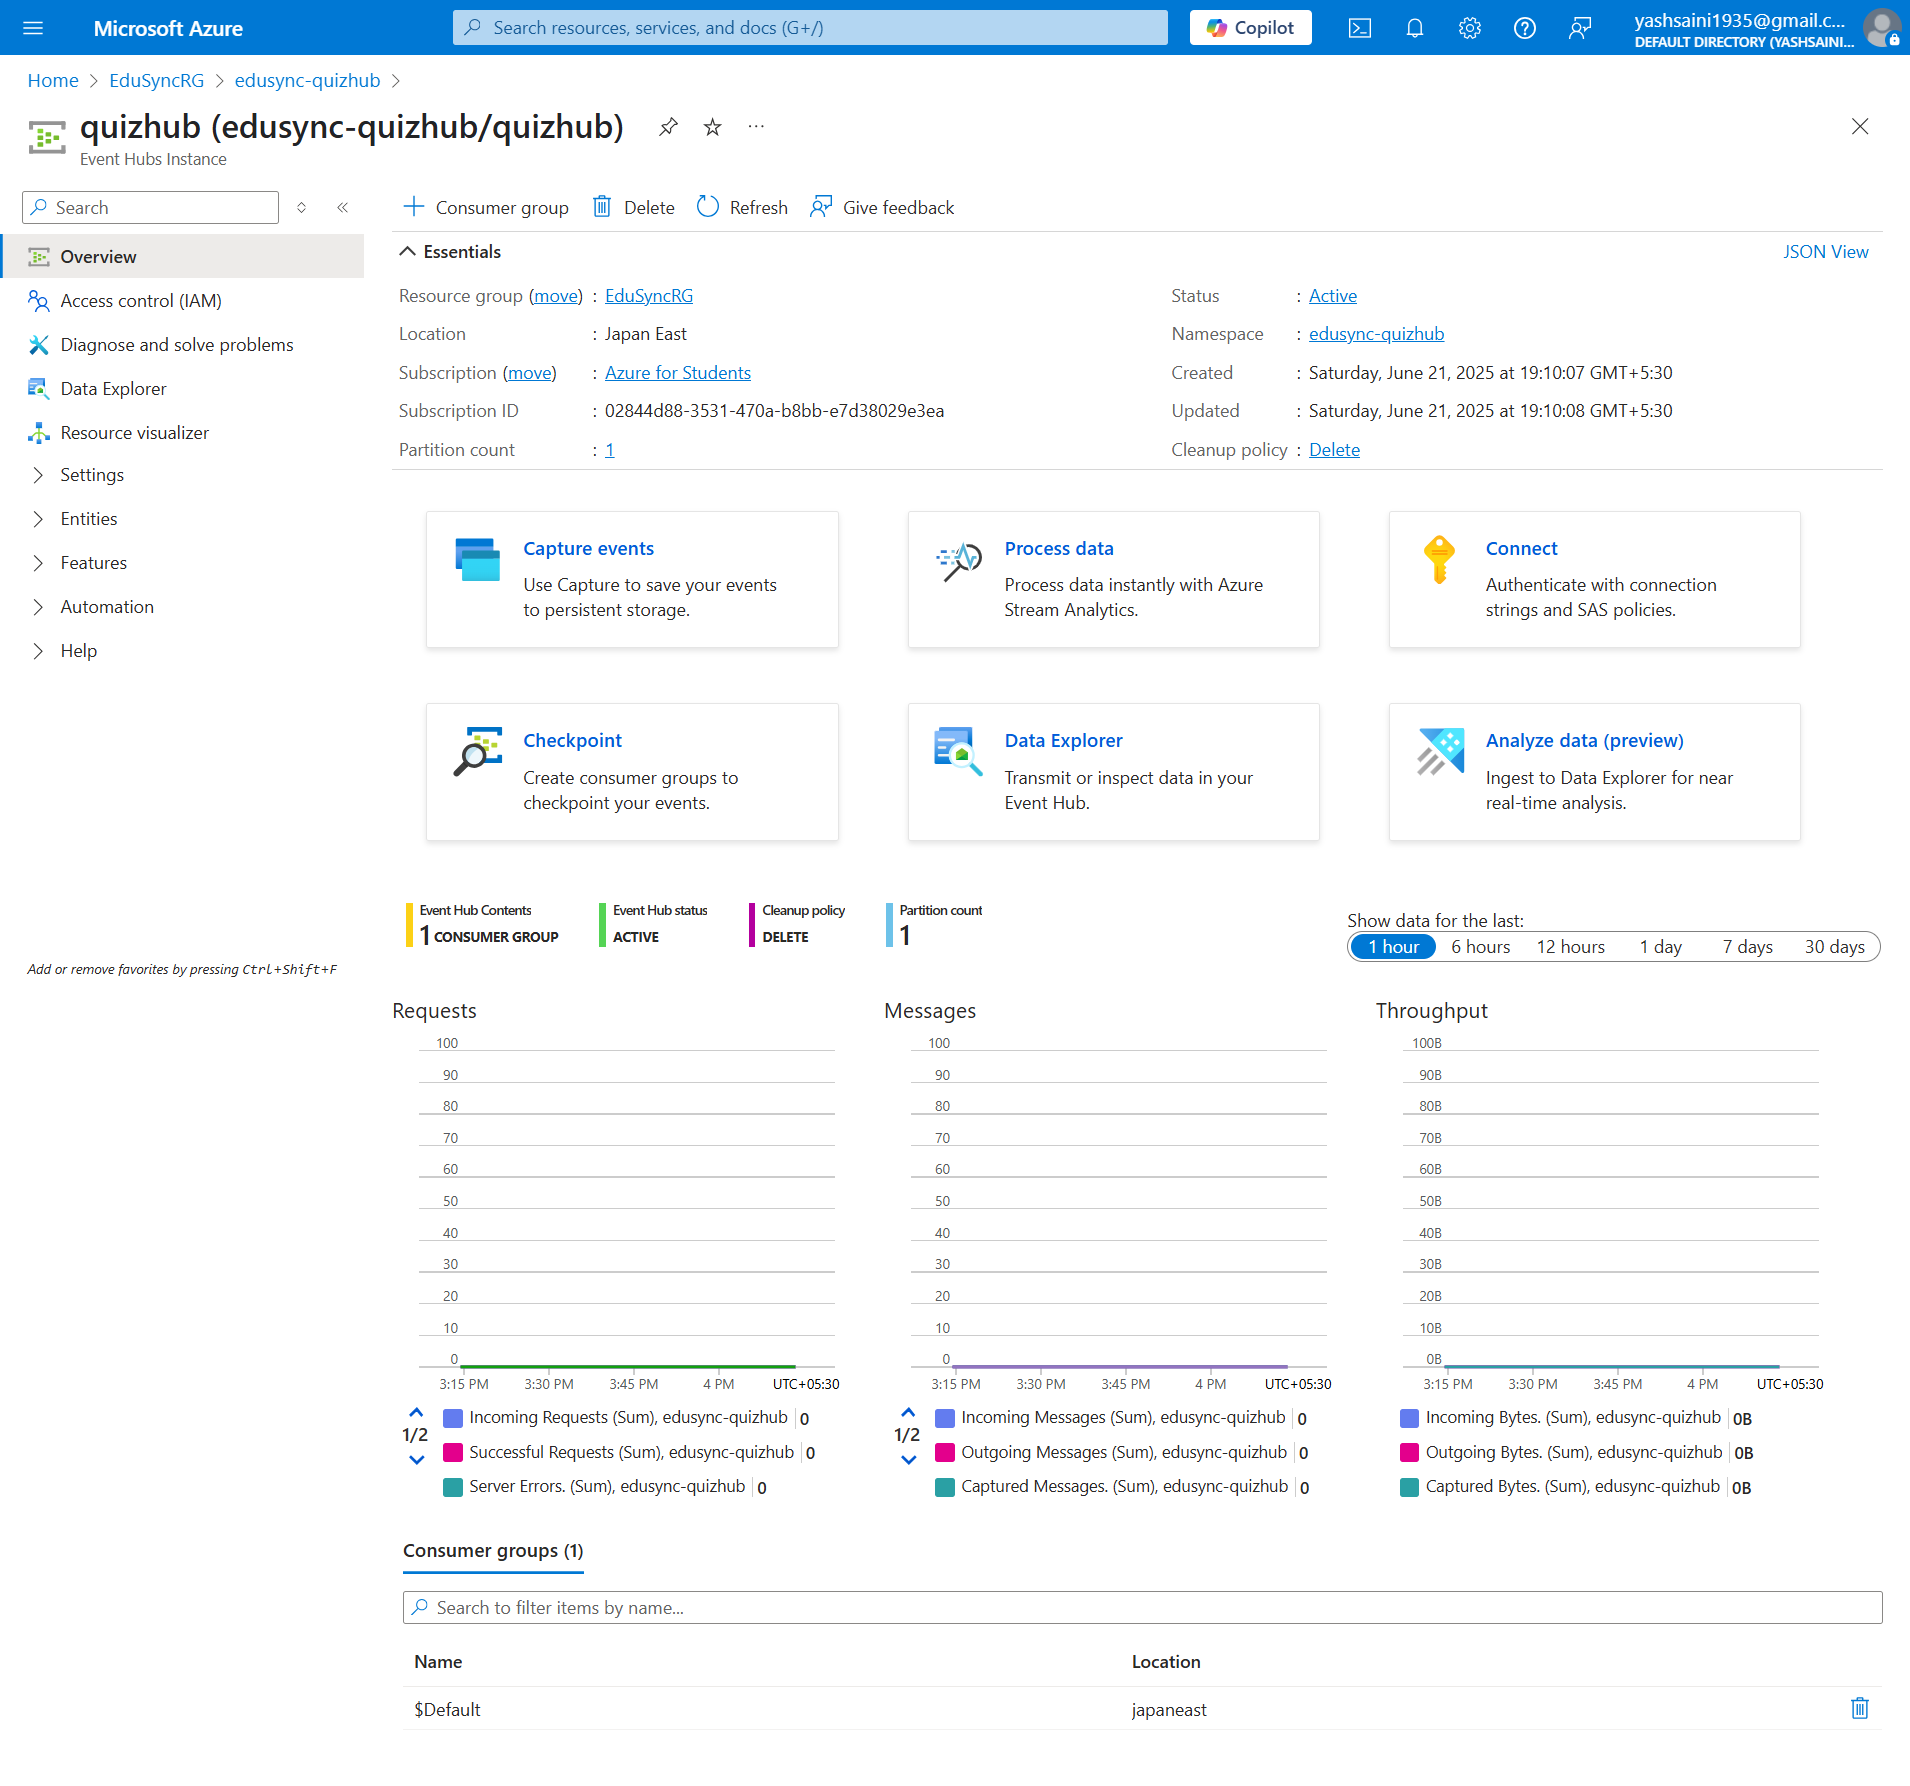 Microsoft Azure
Search resources, services, and docs (G+/)
Copilot
yashsaini1935@gmail.c...
DEFAULT DIRECTORY (YASHSAINI...
Home > EduSyncRG > edusync-quizhub >
quizhub (edusync-quizhub/quizhub)
Event Hubs Instance
Search
Overview
Access control (IAM)
Diagnose and solve problems
Data Explorer
Resource visualizer
Settings
Entities
Features
Automation
Help
Add or remove favorites by pressing Ctrl+Shift+F
Consumer group Delete Refresh Give feedback
Essentials
JSON View
Resource group (move) : EduSyncRG
Location : Japan East
Subscription (move) : Azure for Students
Subscription ID : 02844d88-3531-470a-b8bb-e7d38029e3ea
Partition count : 1
Status : Active
Namespace : edusync-quizhub
Created : Saturday, June 21, 2025 at 19:10:07 GMT+5:30
Updated : Saturday, June 21, 2025 at 19:10:08 GMT+5:30
Cleanup policy : Delete
Capture events
Use Capture to save your events
to persistent storage.
Process data
Process data instantly with Azure
Stream Analytics.
Connect
Authenticate with connection
strings and SAS policies.
Checkpoint
Create consumer groups to
checkpoint your events.
Data Explorer
Transmit or inspect data in your
Event Hub.
Analyze data (preview)
Ingest to Data Explorer for near
real-time analysis.
Event Hub Contents
1 CONSUMER GROUP
Event Hub status
ACTIVE
Cleanup policy
DELETE
Partition count
1
Show data for the last:
1 hour 6 hours 12 hours 1 day 7 days 30 days
Requests
100
90
80
70
60
50
40
30
20
10
0
3:15 PM 3:30 PM 3:45 PM 4 PM UTC+05:30
1/2
Incoming Requests (Sum), edusync-quizhub 0
Successful Requests (Sum), edusync-quizhub 0
Server Errors. (Sum), edusync-quizhub 0
Messages
100
90
80
70
60
50
40
30
20
10
0
3:15 PM 3:30 PM 3:45 PM 4 PM UTC+05:30
1/2
Incoming Messages (Sum), edusync-quizhub 0
Outgoing Messages (Sum), edusync-quizhub 0
Captured Messages. (Sum), edusync-quizhub 0
Throughput
100B
90B
80B
70B
60B
50B
40B
30B
20B
10B
0B
3:15 PM 3:30 PM 3:45 PM 4 PM UTC+05:30
Incoming Bytes. (Sum), edusync-quizhub 0B
Outgoing Bytes. (Sum), edusync-quizhub 0B
Captured Bytes. (Sum), edusync-quizhub 0B
Consumer groups (1)
Search to filter items by name...
Name Location
$Default japaneast